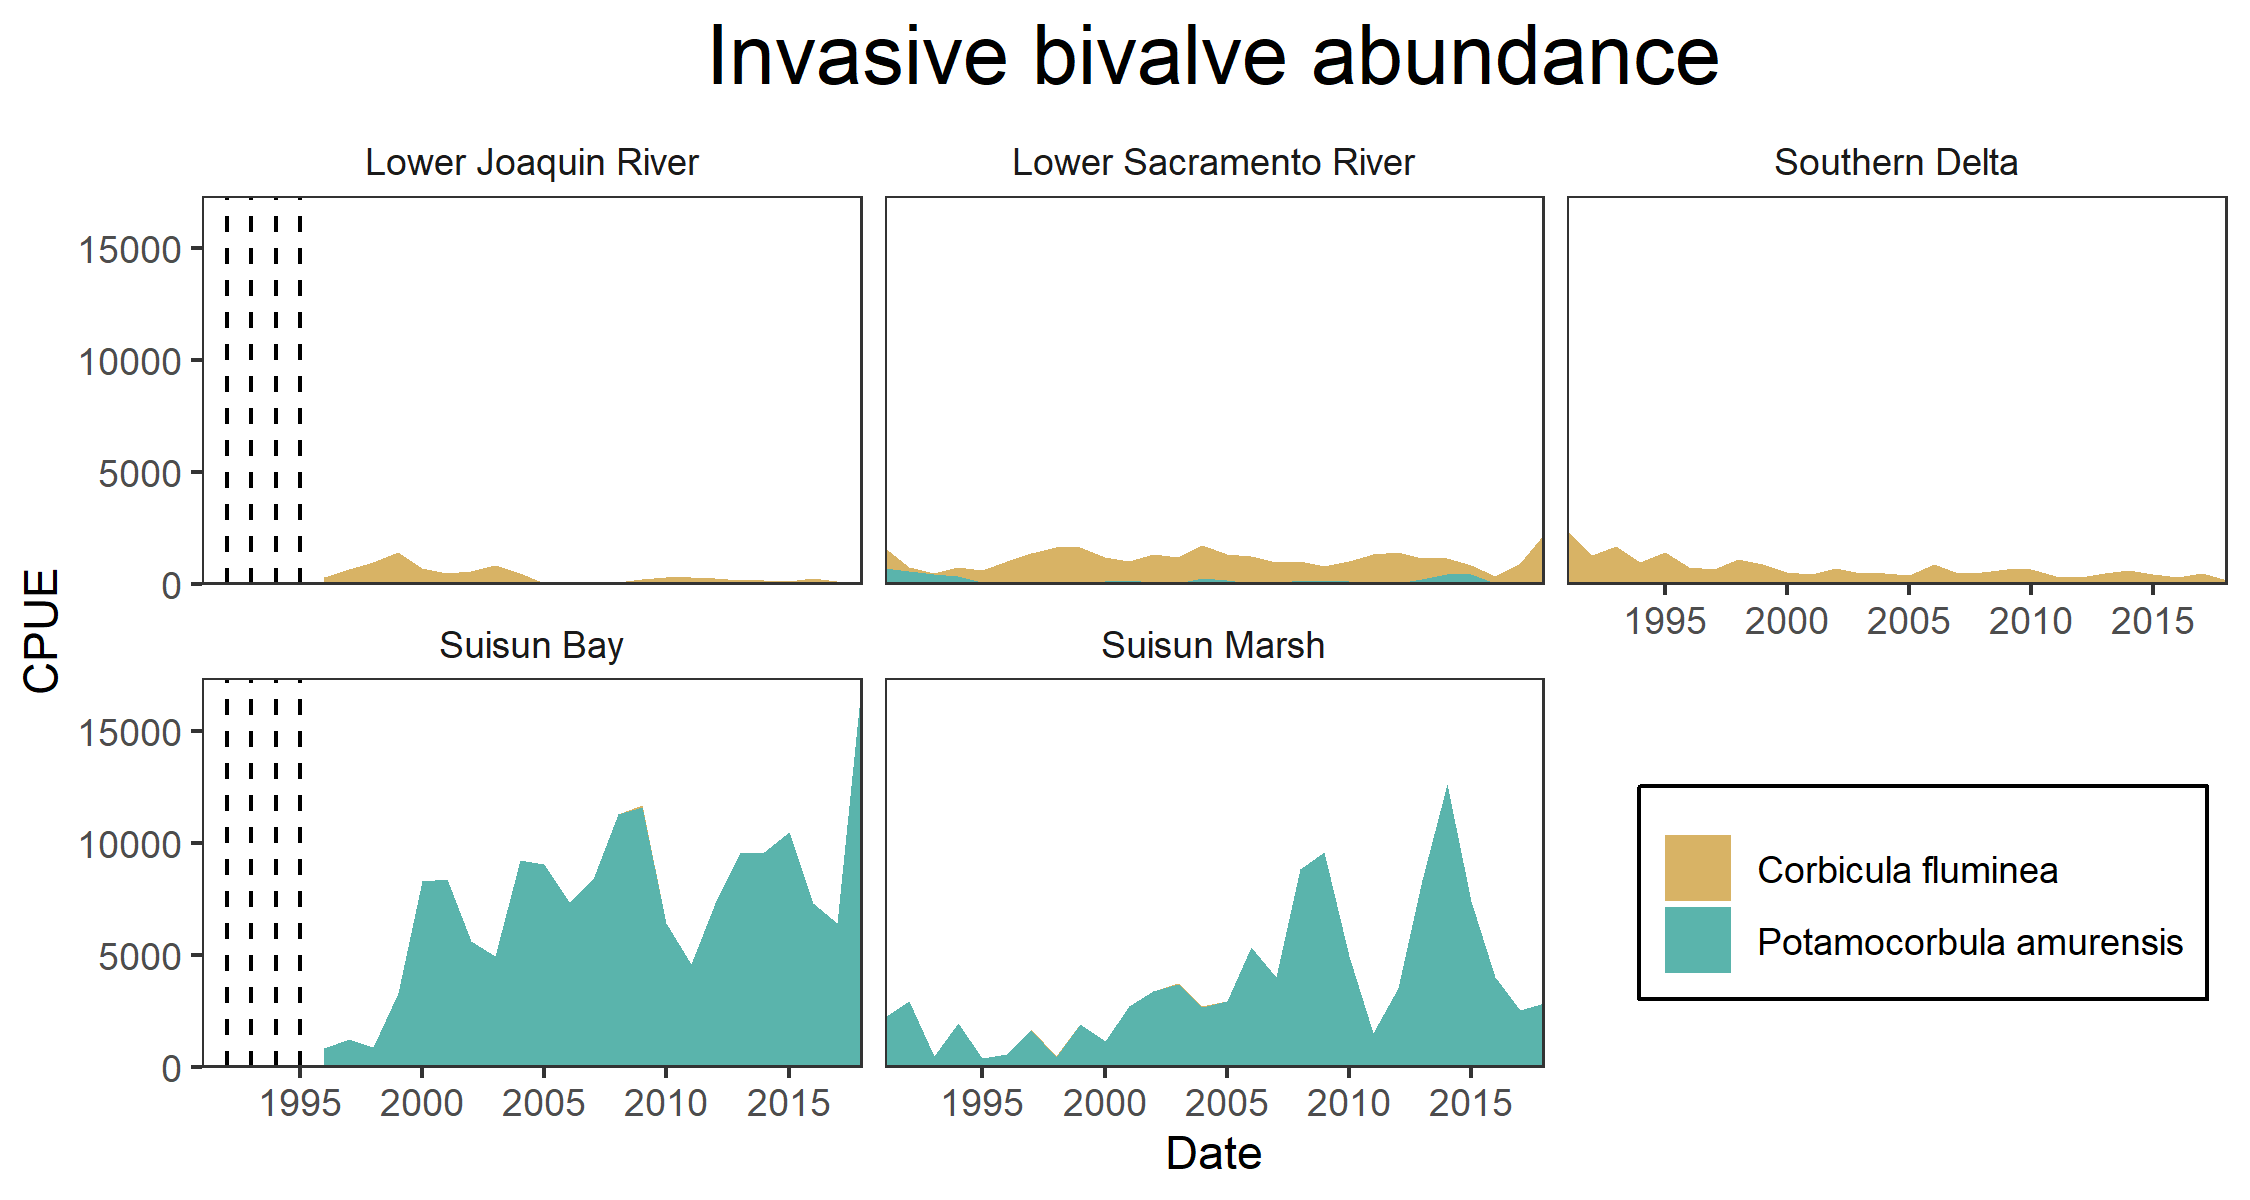 Invasive bivalve abundance
Lower Joaquin River
Lower Sacramento River
Southern Delta
15000
10000
5000
0
1995 2000 2005 2010 2015
CPUE
Suisun Bay
Suisun Marsh
15000
10000
5000
0
Corbicula fluminea
Potamocorbula amurensis
1995 2000 2005 2010 2015
1995 2000 2005 2010 2015
Date